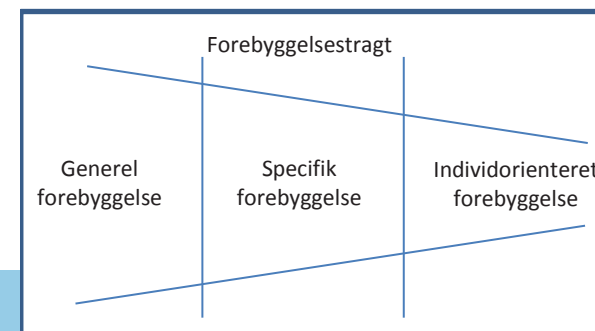 Forebyggelsestragt
Generel
forebyggelse
Specifik
forebyggelse
Individorienteret
forebyggelse